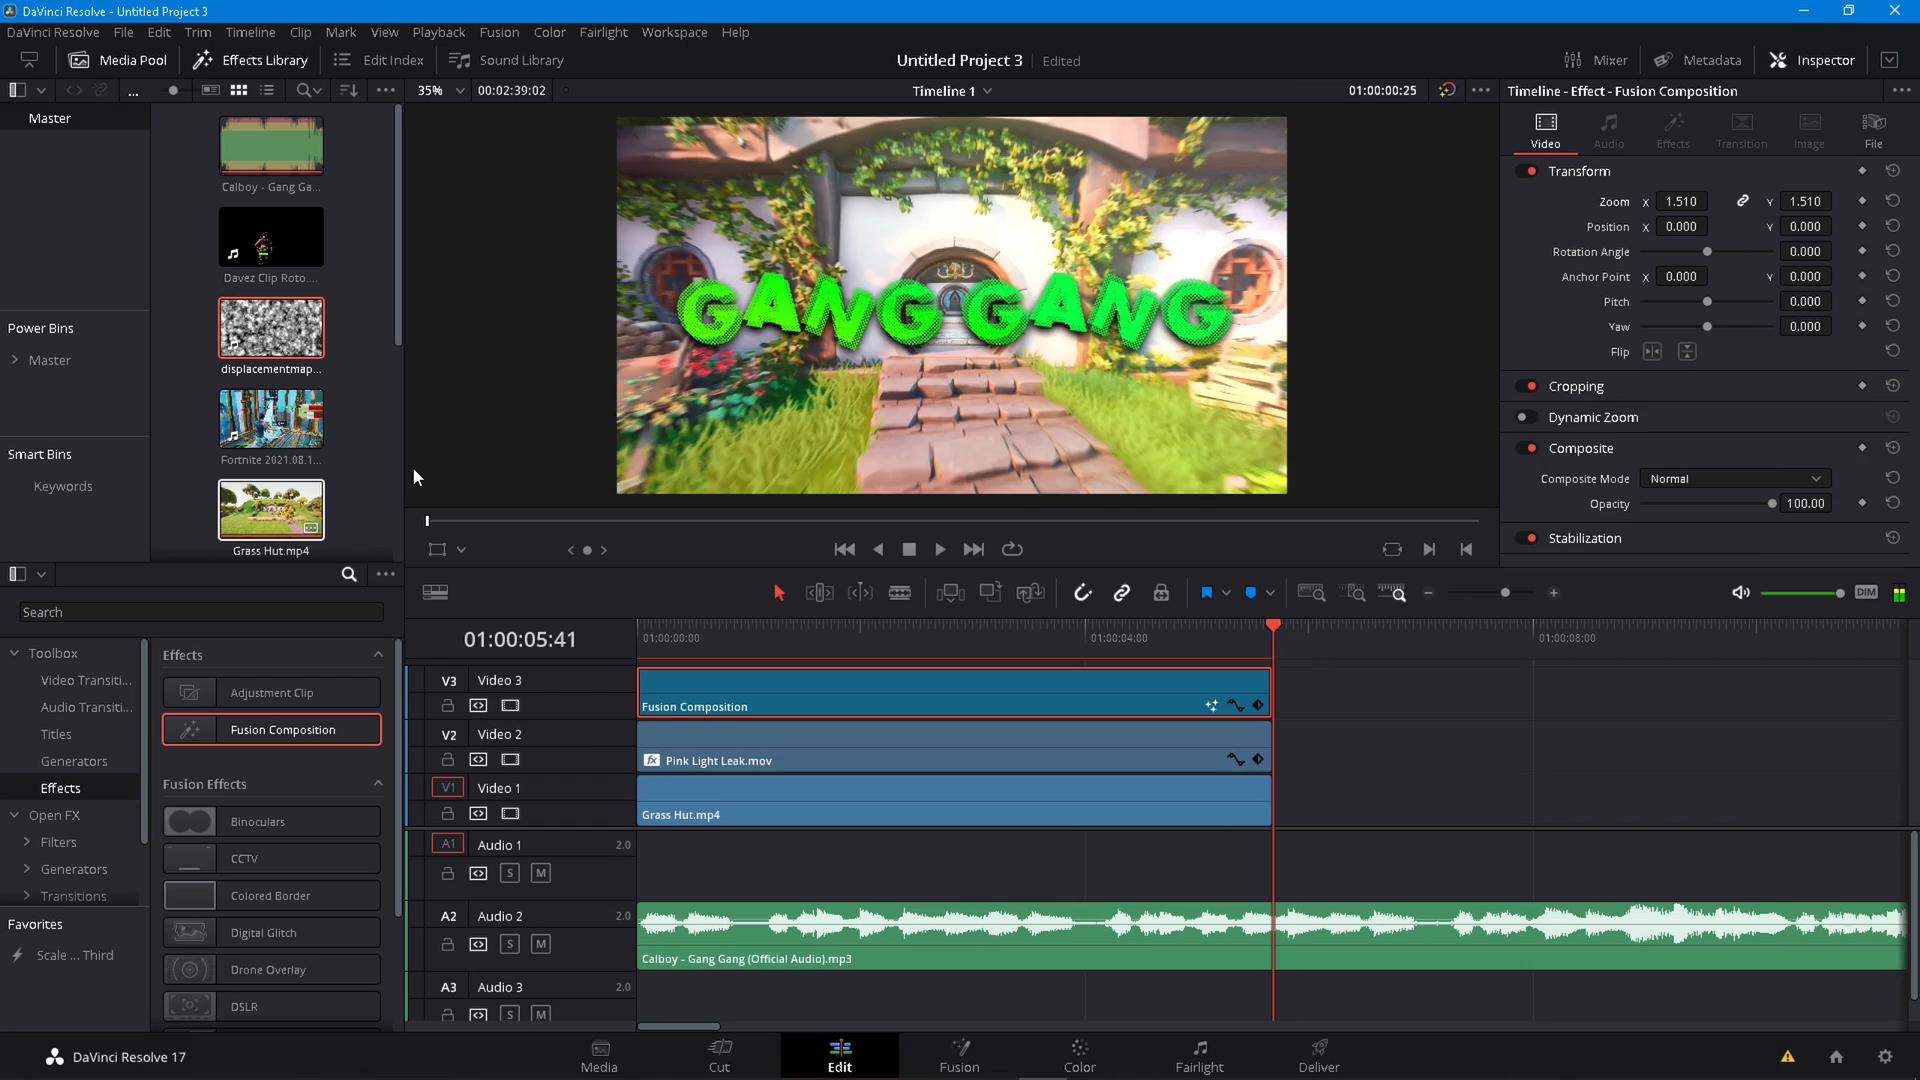 DaVinci Resolve - Untitled Project 3
DaVinci Resolve File Edit Trim Timeline Clip Mark View Playback Fusion Color Fairlight Workspace Help
Media Pool Effects Library Edit Index Sound Library Untitled Project 3 Edited Mixer Metadata Inspector
35% 00:02:39:02 Timeline 1 01:00:00:25 Timeline - Effect - Fusion Composition
Master
Calboy - Gang Ga...
Davez Clip Roto....
displacementmap...
Fortnite 2021.08.1...
Grass Hut.mp4
Power Bins
Master
Smart Bins
Keywords
GANG GANG
Video Audio Effects Transition Image File
Transform
Zoom X 1.510 Y 1.510
Position X 0.000 Y 0.000
Rotation Angle 0.000
Anchor Point X 0.000 Y 0.000
Pitch 0.000
Yaw 0.000
Flip
Cropping
Dynamic Zoom
Composite
Composite Mode Normal
Opacity 100.00
Stabilization
DIM
Search
Toolbox
Video Transiti...
Audio Transiti...
Titles
Generators
Effects
Open FX
Filters
Generators
Transitions
Favorites
Scale ... Third
Effects
Adjustment Clip
Fusion Composition
Fusion Effects
Binoculars
CCTV
Colored Border
Digital Glitch
Drone Overlay
DSLR
01:00:05:41 01:00:00:00 01:00:04:00 01:00:08:00
V3 Video 3
Fusion Composition
V2 Video 2
fx Pink Light Leak.mov
V1 Video 1
Grass Hut.mp4
A1 Audio 1 2.0
S M
A2 Audio 2 2.0
S M
Calboy - Gang Gang (Official Audio).mp3
A3 Audio 3 2.0
S M
DaVinci Resolve 17
Media Cut Edit Fusion Color Fairlight Deliver